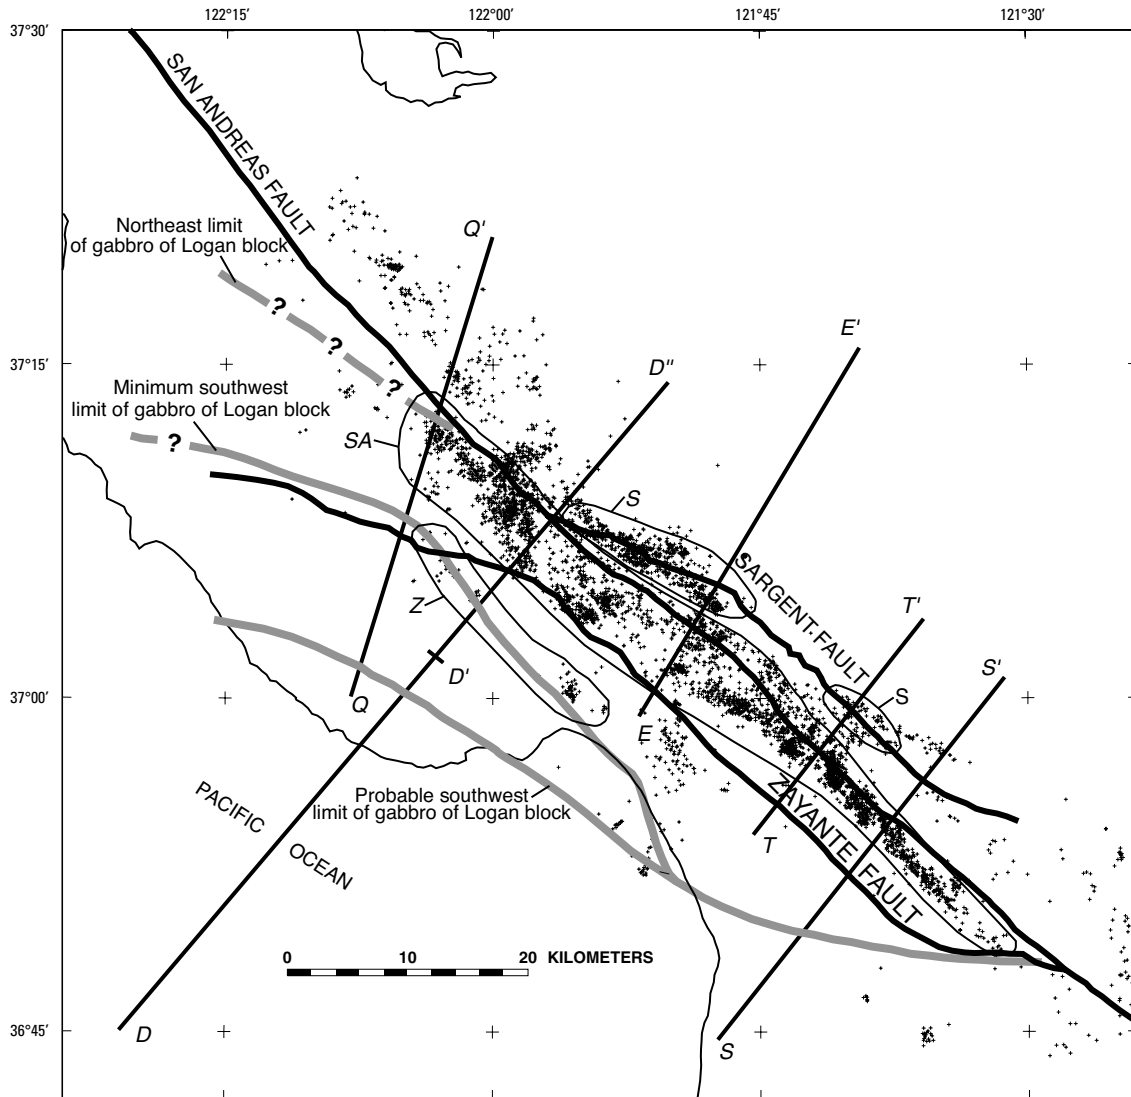 122°15′ 122°00′ 121°45′ 121°30′
37°30′
SAN ANDREAS FAULT
Northeast limit
of gabbro of Logan block
Q'
?
?
?
E'
37°15′
D"
Minimum southwest
limit of gabbro of Logan block
?
SA
S
SARGENT FAULT
Z
T'
D'
S'
S
37°00′
Q
E
ZAYANTE FAULT
Probable southwest
limit of gabbro of Logan block
PACIFIC
OCEAN
T
0 10 20 KILOMETERS
36°45′
D
S